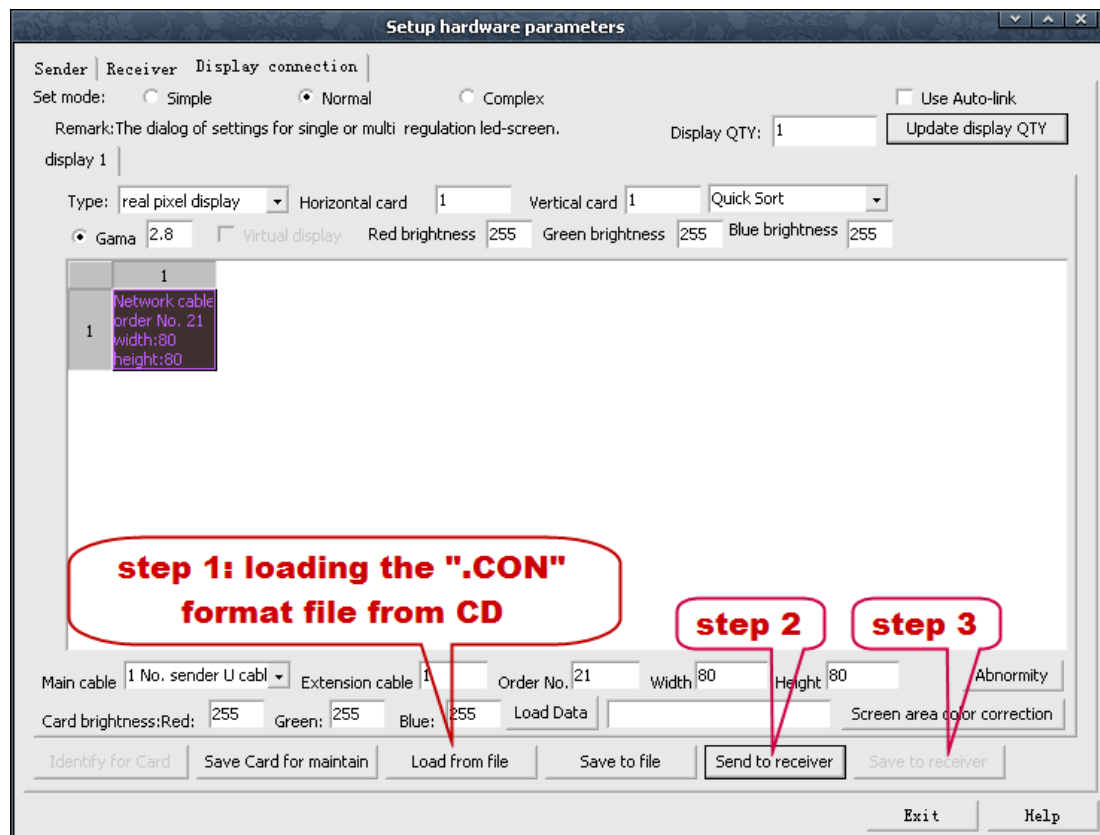 Setup hardware parameters
Sender Receiver Display connection
Set mode: Simple Normal Complex Use Auto-link
Remark:The dialog of settings for single or multi regulation led-screen. Display QTY: 1 Update display QTY
display 1
Type: real pixel display Horizontal card 1 Vertical card 1 Quick Sort
Gama 2.8 Virtual display Red brightness 255 Green brightness 255 Blue brightness 255
1
1
Network cable
order No. 21
width:80
height:80
step 1: loading the ".CON"
format file from CD
step 2
step 3
Main cable 1 No. sender U cabl Extension cable 1 Order No. 21 Width 80 Height 80 Abnormity
Card brightness:Red: 255 Green: 255 Blue: 255 Load Data Screen area color correction
Identify for Card Save Card for maintain Load from file Save to file Send to receiver Save to receiver
Exit Help